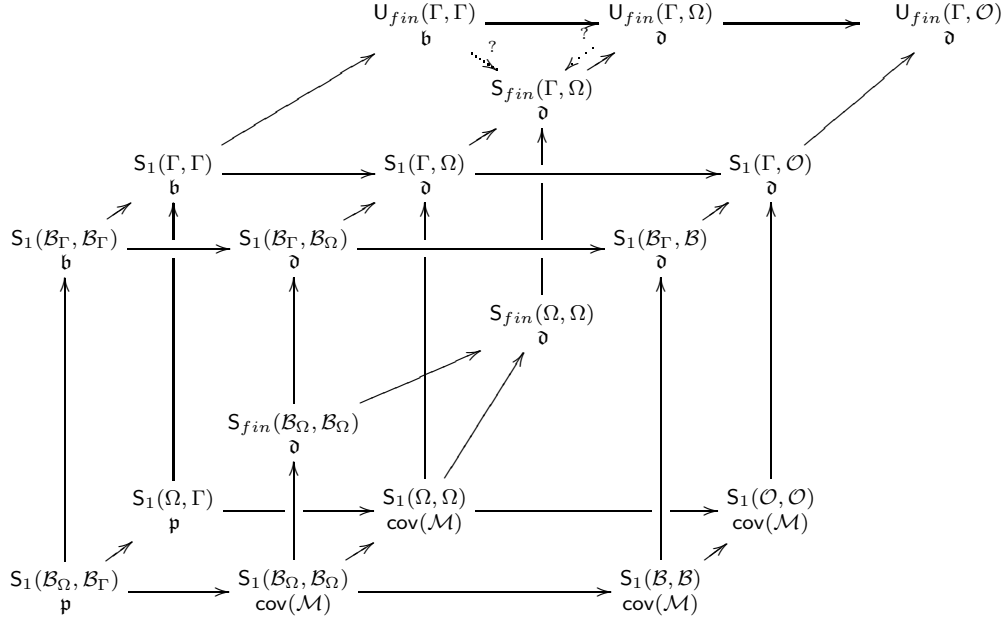 U_{fin}(Γ, Γ) U_{fin}(Γ, Ω) U_{fin}(Γ, 𝒪)
𝔟 𝔡 𝔡
? ?
S_{fin}(Γ, Ω)
𝔡
S_1(Γ, Γ) S_1(Γ, Ω) S_1(Γ, 𝒪)
𝔟 𝔡 𝔡
S_1(ℬ_Γ, ℬ_Γ) S_1(ℬ_Γ, ℬ_Ω) S_1(ℬ_Γ, ℬ)
𝔟 𝔡 𝔡
S_{fin}(Ω, Ω)
𝔡
S_{fin}(ℬ_Ω, ℬ_Ω)
𝔡
S_1(Ω, Γ) S_1(Ω, Ω) S_1(𝒪, 𝒪)
𝔭 cov(ℳ) cov(ℳ)
S_1(ℬ_Ω, ℬ_Γ) S_1(ℬ_Ω, ℬ_Ω) S_1(ℬ, ℬ)
𝔭 cov(ℳ) cov(ℳ)